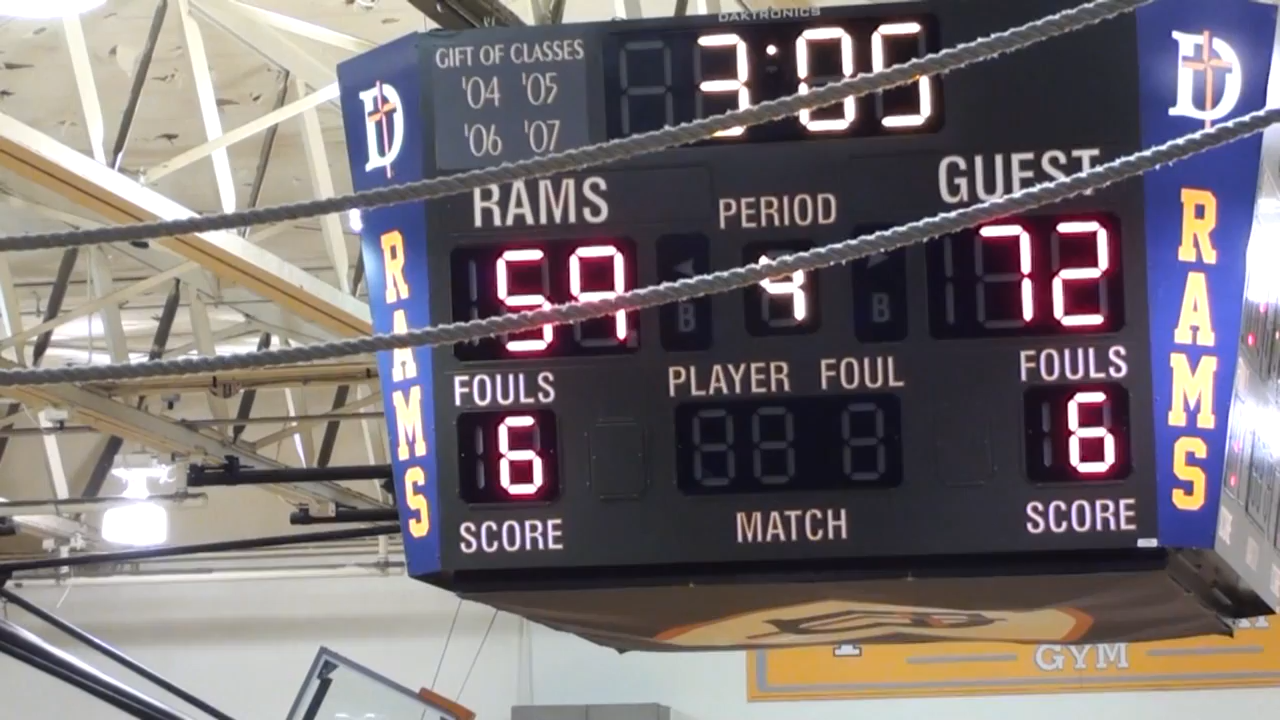 DAKTRONICS
GIFT OF CLASSES
'04 '05
'06 '07
3:05
RAMS
PERIOD
GUEST
59
4
72
B
B
FOULS
PLAYER FOUL
FOULS
6
6
SCORE
MATCH
SCORE
D
RAMS
D
RAMS
GYM